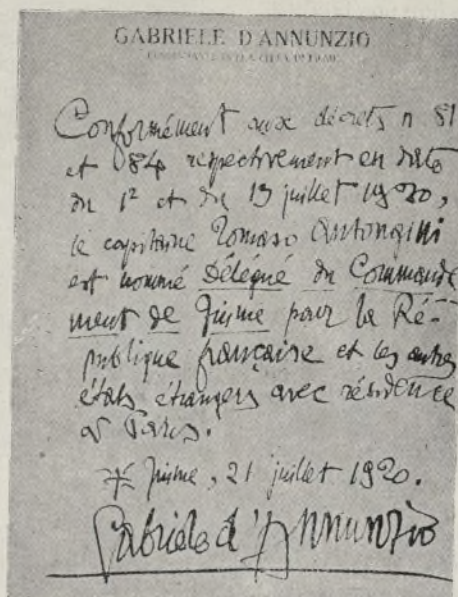 GABRIELE D'ANNUNZIO
Conformément aux décrets n 81
et 84 respectivement en date
du 1º et du 19 juillet 1920,
le capitaine Tomaso Antongini
est nommé Délégué du Commande
ment de Fiume pour la Ré-
publique française et les autres
états étrangers avec résidence
à Paris.
Fiume, 21 juillet 1920.
Gabriele d'Annunzio